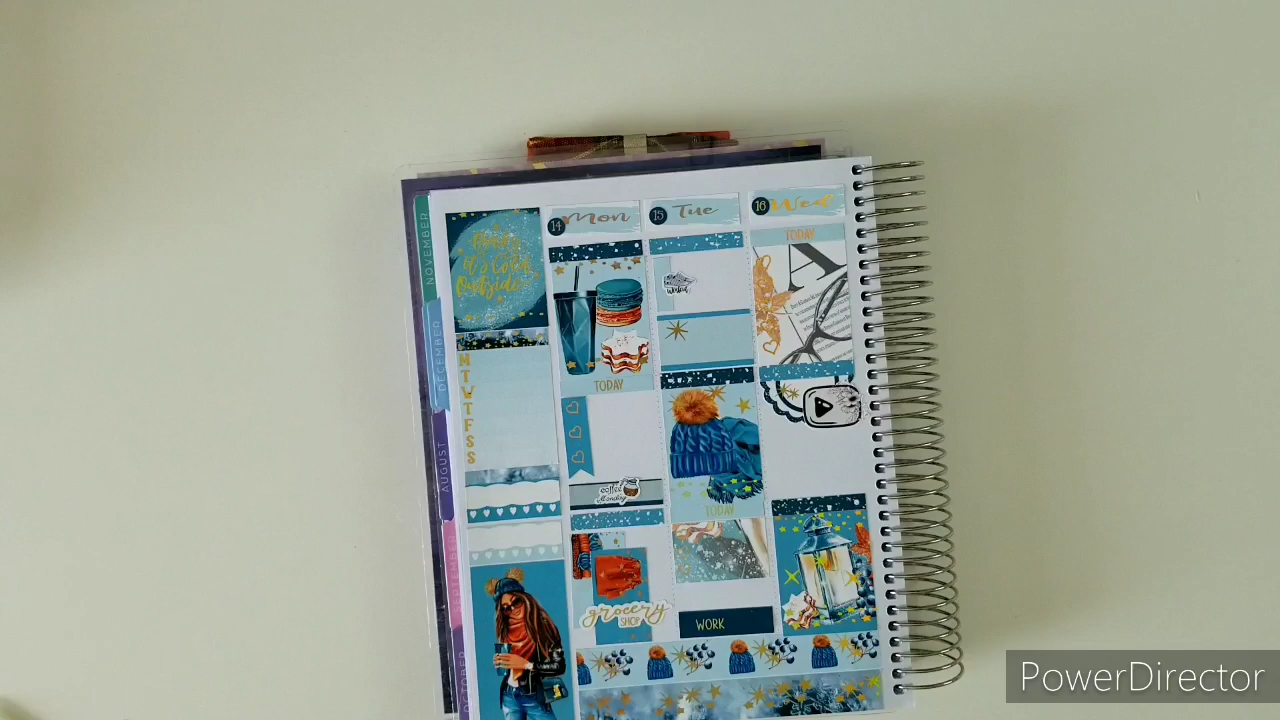 NOVEMBER
DECEMBER
AUGUST
SEPTEMBER
OCTOBER
Baby
it's Cold
Outside
M
T
W
T
F
S
S
14 Mon
TODAY
coffee
Monday
grocery
SHOP
15 Tue
TODAY
WORK
16 Wed
TODAY
A
PowerDirector